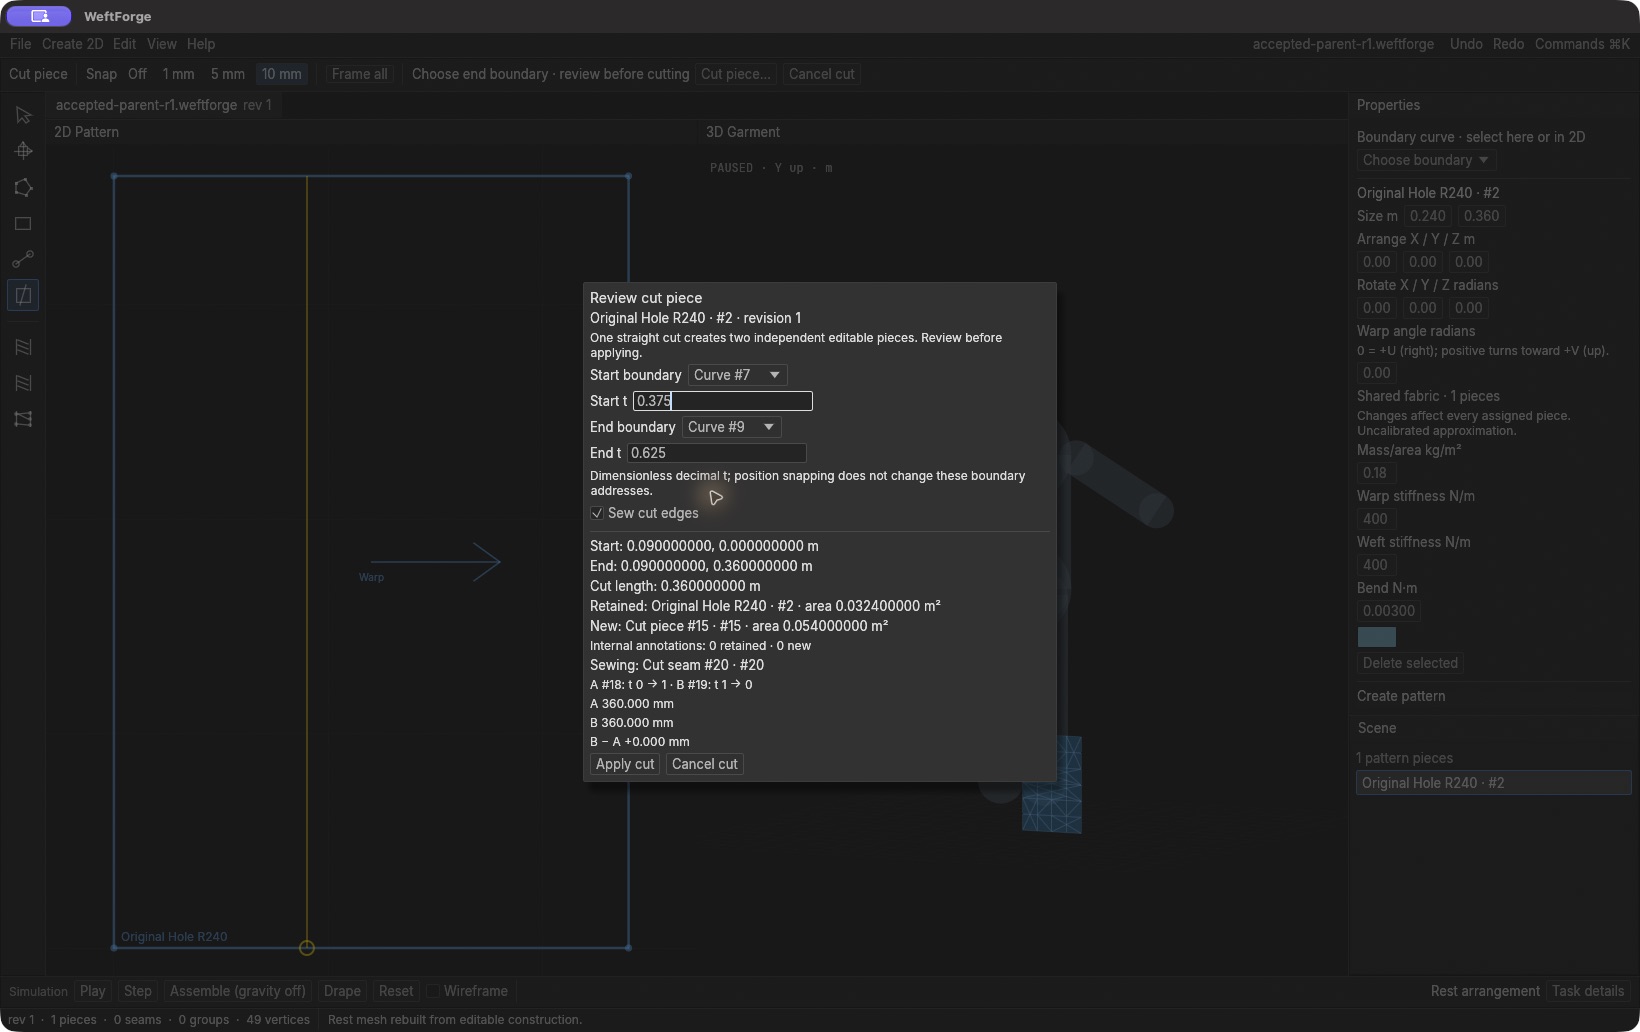 WeftForge
File Create 2D Edit View Help
accepted-parent-r1.weftforge Undo Redo Commands ⌘K
Cut piece Snap Off 1 mm 5 mm 10 mm Frame all Choose end boundary · review before cutting Cut piece... Cancel cut
accepted-parent-r1.weftforge rev 1
2D Pattern
3D Garment
PAUSED · Y up · m
Warp
Original Hole R240
Review cut piece
Original Hole R240 · #2 · revision 1
One straight cut creates two independent editable pieces. Review before
applying.
Start boundary Curve #7
Start t 0.375
End boundary Curve #9
End t 0.625
Dimensionless decimal t; position snapping does not change these boundary
addresses.
Sew cut edges
Start: 0.090000000, 0.000000000 m
End: 0.090000000, 0.360000000 m
Cut length: 0.360000000 m
Retained: Original Hole R240 · #2 · area 0.032400000 m²
New: Cut piece #15 · #15 · area 0.054000000 m²
Internal annotations: 0 retained · 0 new
Sewing: Cut seam #20 · #20
A #18: t 0 → 1 · B #19: t 1 → 0
A 360.000 mm
B 360.000 mm
B − A +0.000 mm
Apply cut Cancel cut
Properties
Boundary curve · select here or in 2D
Choose boundary
Original Hole R240 · #2
Size m 0.240 0.360
Arrange X / Y / Z m
0.00 0.00 0.00
Rotate X / Y / Z radians
0.00 0.00 0.00
Warp angle radians
0 = +U (right); positive turns toward +V (up).
0.00
Shared fabric · 1 pieces
Changes affect every assigned piece.
Uncalibrated approximation.
Mass/area kg/m²
0.18
Warp stiffness N/m
400
Weft stiffness N/m
400
Bend N·m
0.00300
Delete selected
Create pattern
Scene
1 pattern pieces
Original Hole R240 · #2
Simulation Play Step Assemble (gravity off) Drape Reset Wireframe
Rest arrangement Task details
rev 1 · 1 pieces · 0 seams · 0 groups · 49 vertices Rest mesh rebuilt from editable construction.